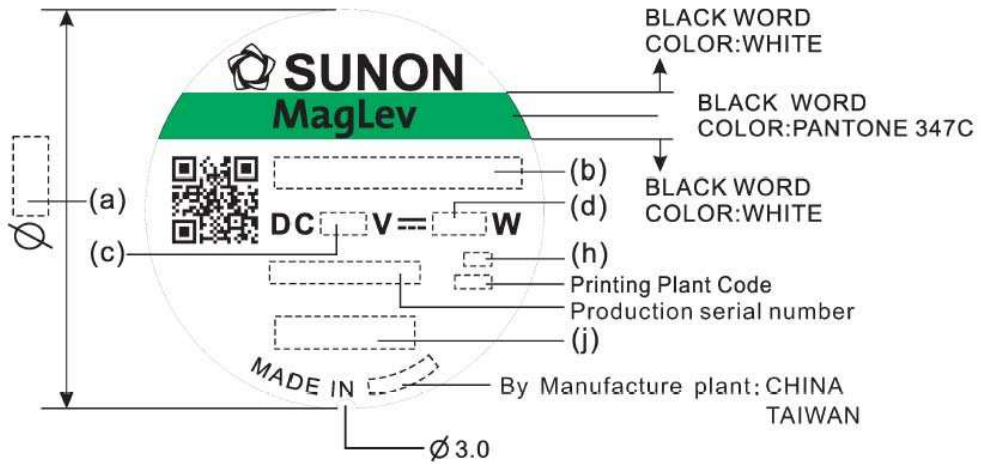 BLACK WORD
COLOR:WHITE
SUNON
MagLev
BLACK WORD
COLOR:PANTONE 347C
(a)
(b)
BLACK WORD
COLOR:WHITE
(d)
DC V⎓ W
Ø
(c)
(h)
Printing Plant Code
Production serial number
(j)
MADE IN
By Manufacture plant: CHINA
TAIWAN
Ø3.0